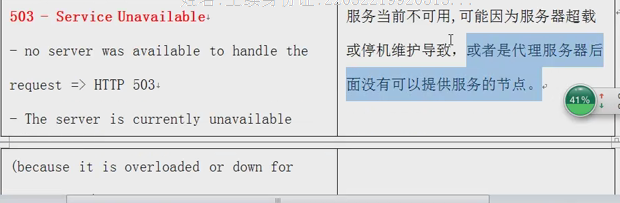 503 - Service Unavailable
- no server was available to handle the
request => HTTP 503
- The server is currently unavailable
(because it is overloaded or down for
服务当前不可用,可能因为服务器超载
或停机维护导致，或者是代理服务器后
面没有可以提供服务的节点。
41%